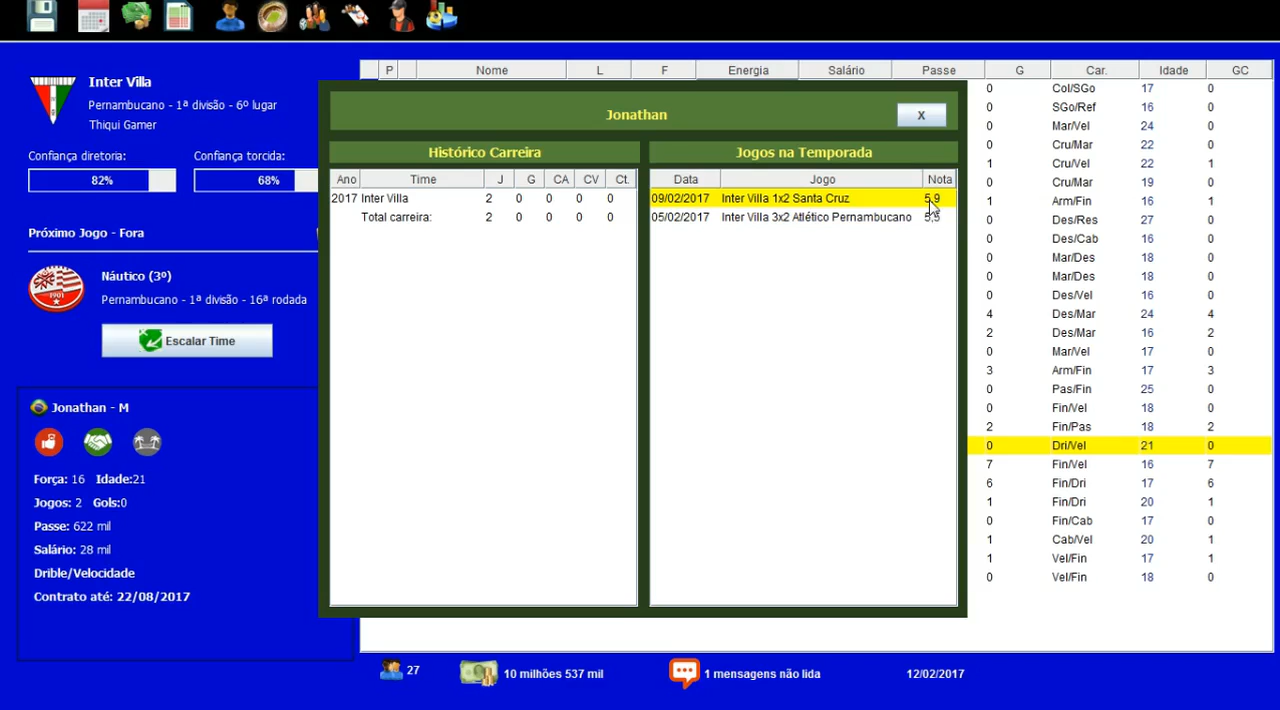 Inter Villa
Pernambucano - 1ª divisão - 6º lugar
Thiqui Gamer
Confiança diretoria:
Confiança torcida:
82%
68%
Próximo Jogo - Fora
Náutico (3º)
Pernambucano - 1ª divisão - 16ª rodada
1901
Escalar Time
Jonathan - M
Força: 16 Idade:21
Jogos: 2 Gols:0
Passe: 622 mil
Salário: 28 mil
Drible/Velocidade
Contrato até: 22/08/2017
P Nome L F Energia Salário Passe G Car. Idade GC
Jonathan
X
Histórico Carreira
Ano Time J G CA CV Ct.
2017 Inter Villa 2 0 0 0 0
Total carreira: 2 0 0 0 0
Jogos na Temporada
Data Jogo Nota
09/02/2017 Inter Villa 1x2 Santa Cruz 5,9
05/02/2017 Inter Villa 3x2 Atlético Pernambucano 5,5
0 Col/SGo 17 0
0 SGo/Ref 16 0
0 Mar/Vel 24 0
0 Cru/Mar 22 0
1 Cru/Vel 22 1
0 Cru/Mar 19 0
1 Arm/Fin 16 1
0 Des/Res 27 0
0 Des/Cab 16 0
0 Mar/Des 18 0
0 Mar/Des 18 0
0 Des/Vel 16 0
4 Des/Mar 24 4
2 Des/Mar 16 2
0 Mar/Vel 17 0
3 Arm/Fin 17 3
0 Pas/Fin 25 0
0 Fin/Vel 18 0
2 Fin/Pas 18 2
0 Dri/Vel 21 0
7 Fin/Vel 16 7
6 Fin/Dri 17 6
1 Fin/Dri 20 1
0 Fin/Cab 17 0
1 Cab/Vel 20 1
1 Vel/Fin 17 1
0 Vel/Fin 18 0
27
10 milhões 537 mil
1 mensagens não lida
12/02/2017